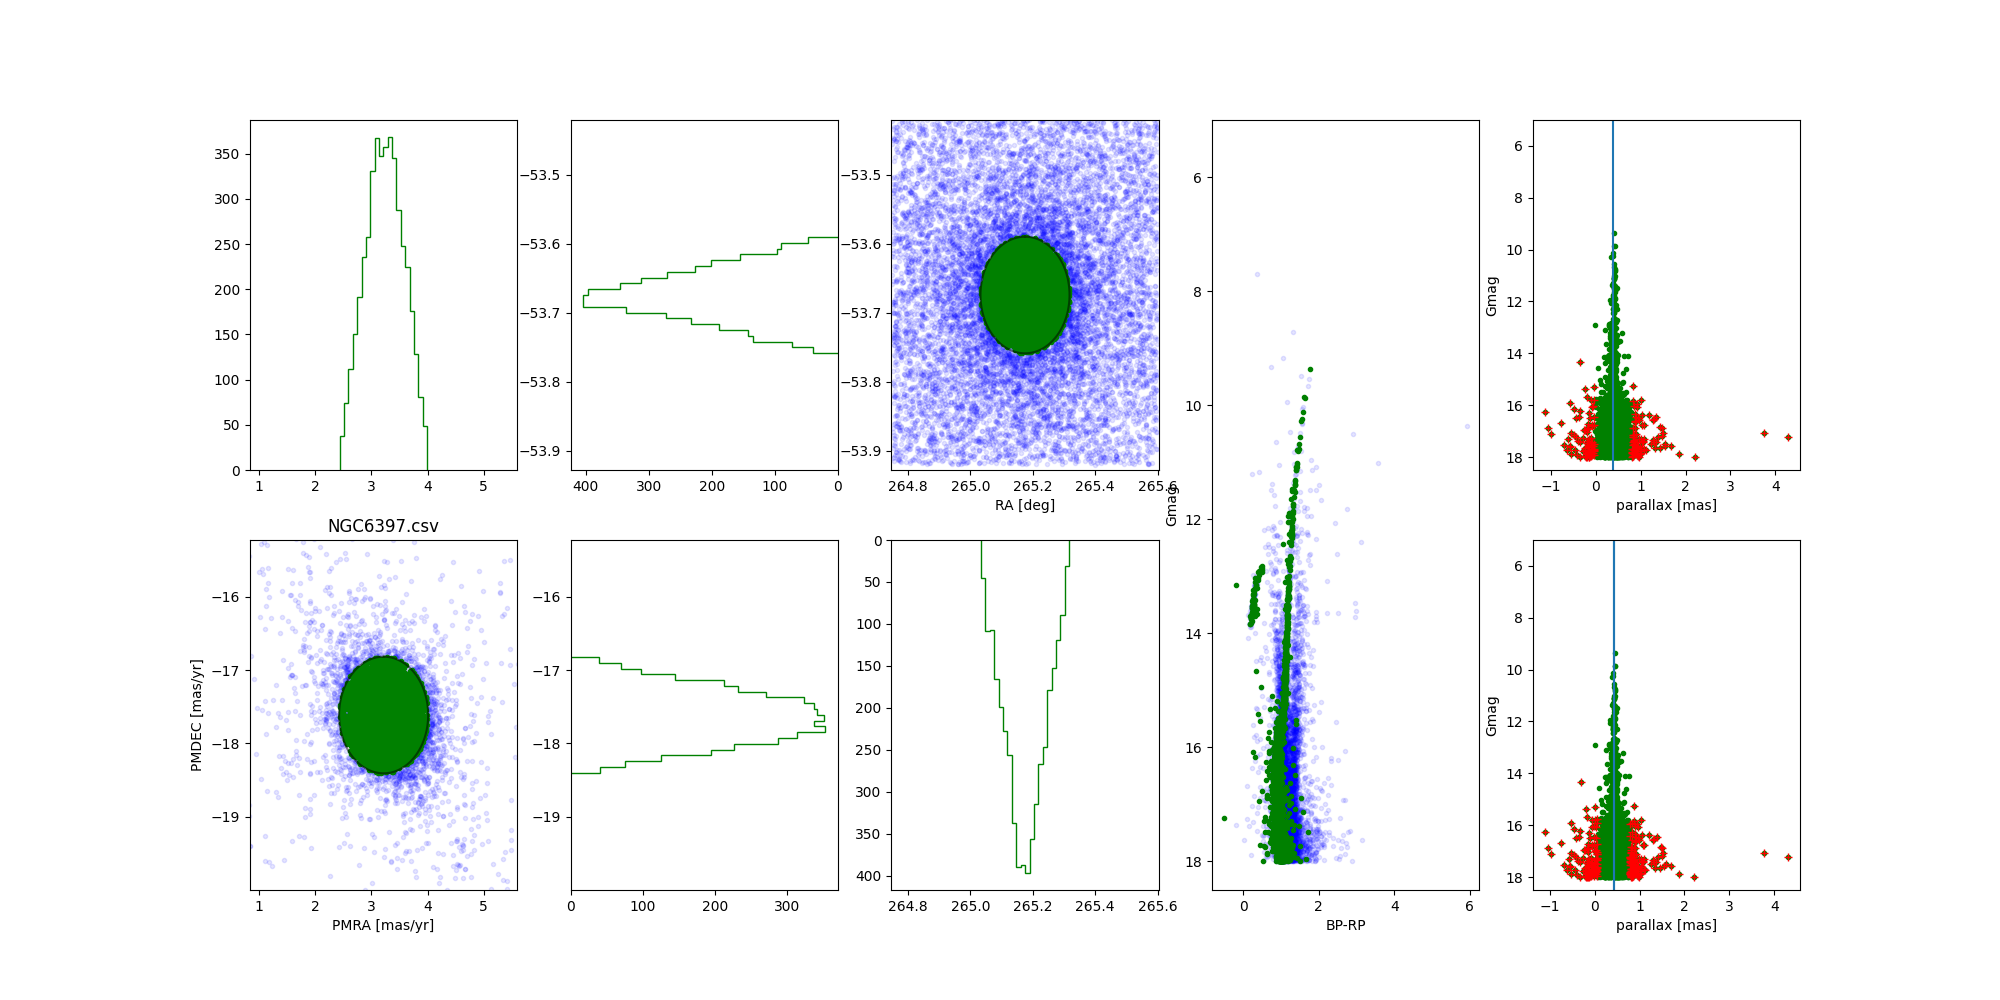 350
300
250
200
150
100
50
0
1 2 3 4 5
−53.5
−53.6
−53.7
−53.8
−53.9
400 300 200 100 0
−53.5
−53.6
−53.7
−53.8
−53.9
264.8 265.0 265.2 265.4 265.6
RA [deg]
6
8
10
12
14
16
18
Gmag
0 2 4 6
BP-RP
6
8
10
12
14
16
18
Gmag
−1 0 1 2 3 4
parallax [mas]
NGC6397.csv
−16
−17
−18
−19
PMDEC [mas/yr]
1 2 3 4 5
PMRA [mas/yr]
−16
−17
−18
−19
0 100 200 300
0
50
100
150
200
250
300
350
400
264.8 265.0 265.2 265.4 265.6
6
8
10
12
14
16
18
Gmag
−1 0 1 2 3 4
parallax [mas]